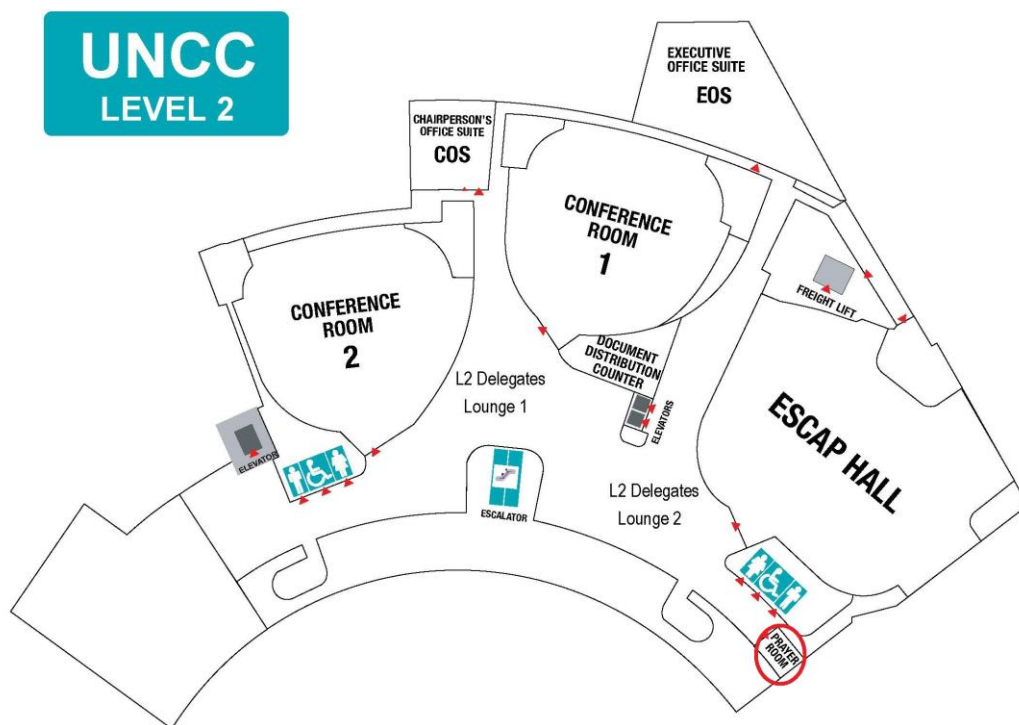 UNCC
LEVEL 2
EXECUTIVE
OFFICE SUITE
EOS
CHAIRPERSON'S
OFFICE SUITE
COS
CONFERENCE
ROOM
1
CONFERENCE
ROOM
2
FREIGHT LIFT
DOCUMENT
DISTRIBUTION
COUNTER
L2 Delegates
Lounge 1
ELEVATORS
ESCAP HALL
ELEVATOR
L2 Delegates
Lounge 2
ESCALATOR
PRAYER
ROOM